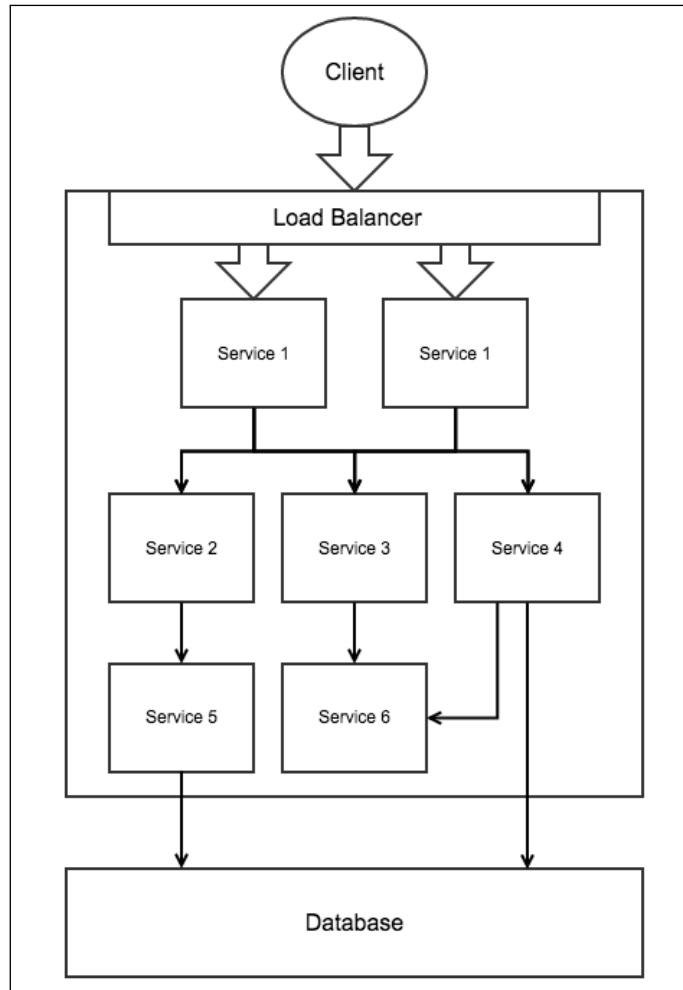 Client
Load Balancer
Service 1
Service 1
Service 2
Service 3
Service 4
Service 5
Service 6
Database